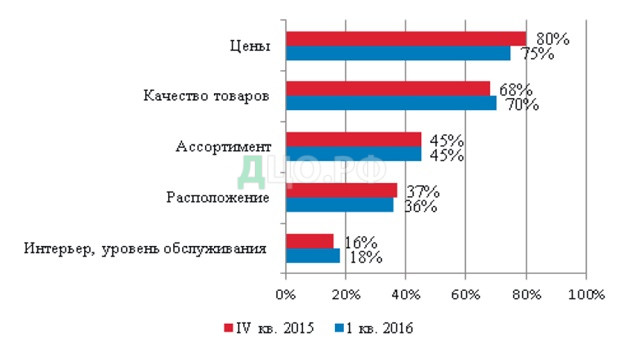 Цены
80%
75%
Качество товаров
68%
70%
Ассортимент
45%
45%
ДЦО.РФ
Расположение
37%
36%
Интерьер, уровень обслуживания
16%
18%
0% 20% 40% 60% 80% 100%
IV кв. 2015 1 кв. 2016